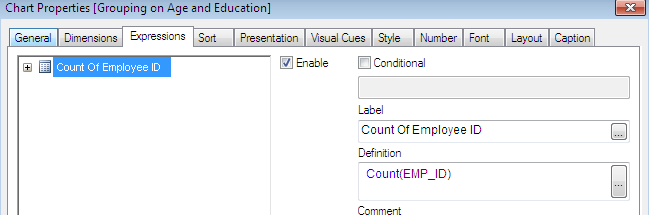 Chart Properties [Grouping on Age and Education]
General Dimensions Expressions Sort Presentation Visual Cues Style Number Font Layout Caption
Count Of Employee ID
Enable
Conditional
Label
Count Of Employee ID
...
Definition
Count(EMP_ID)
...
Comment